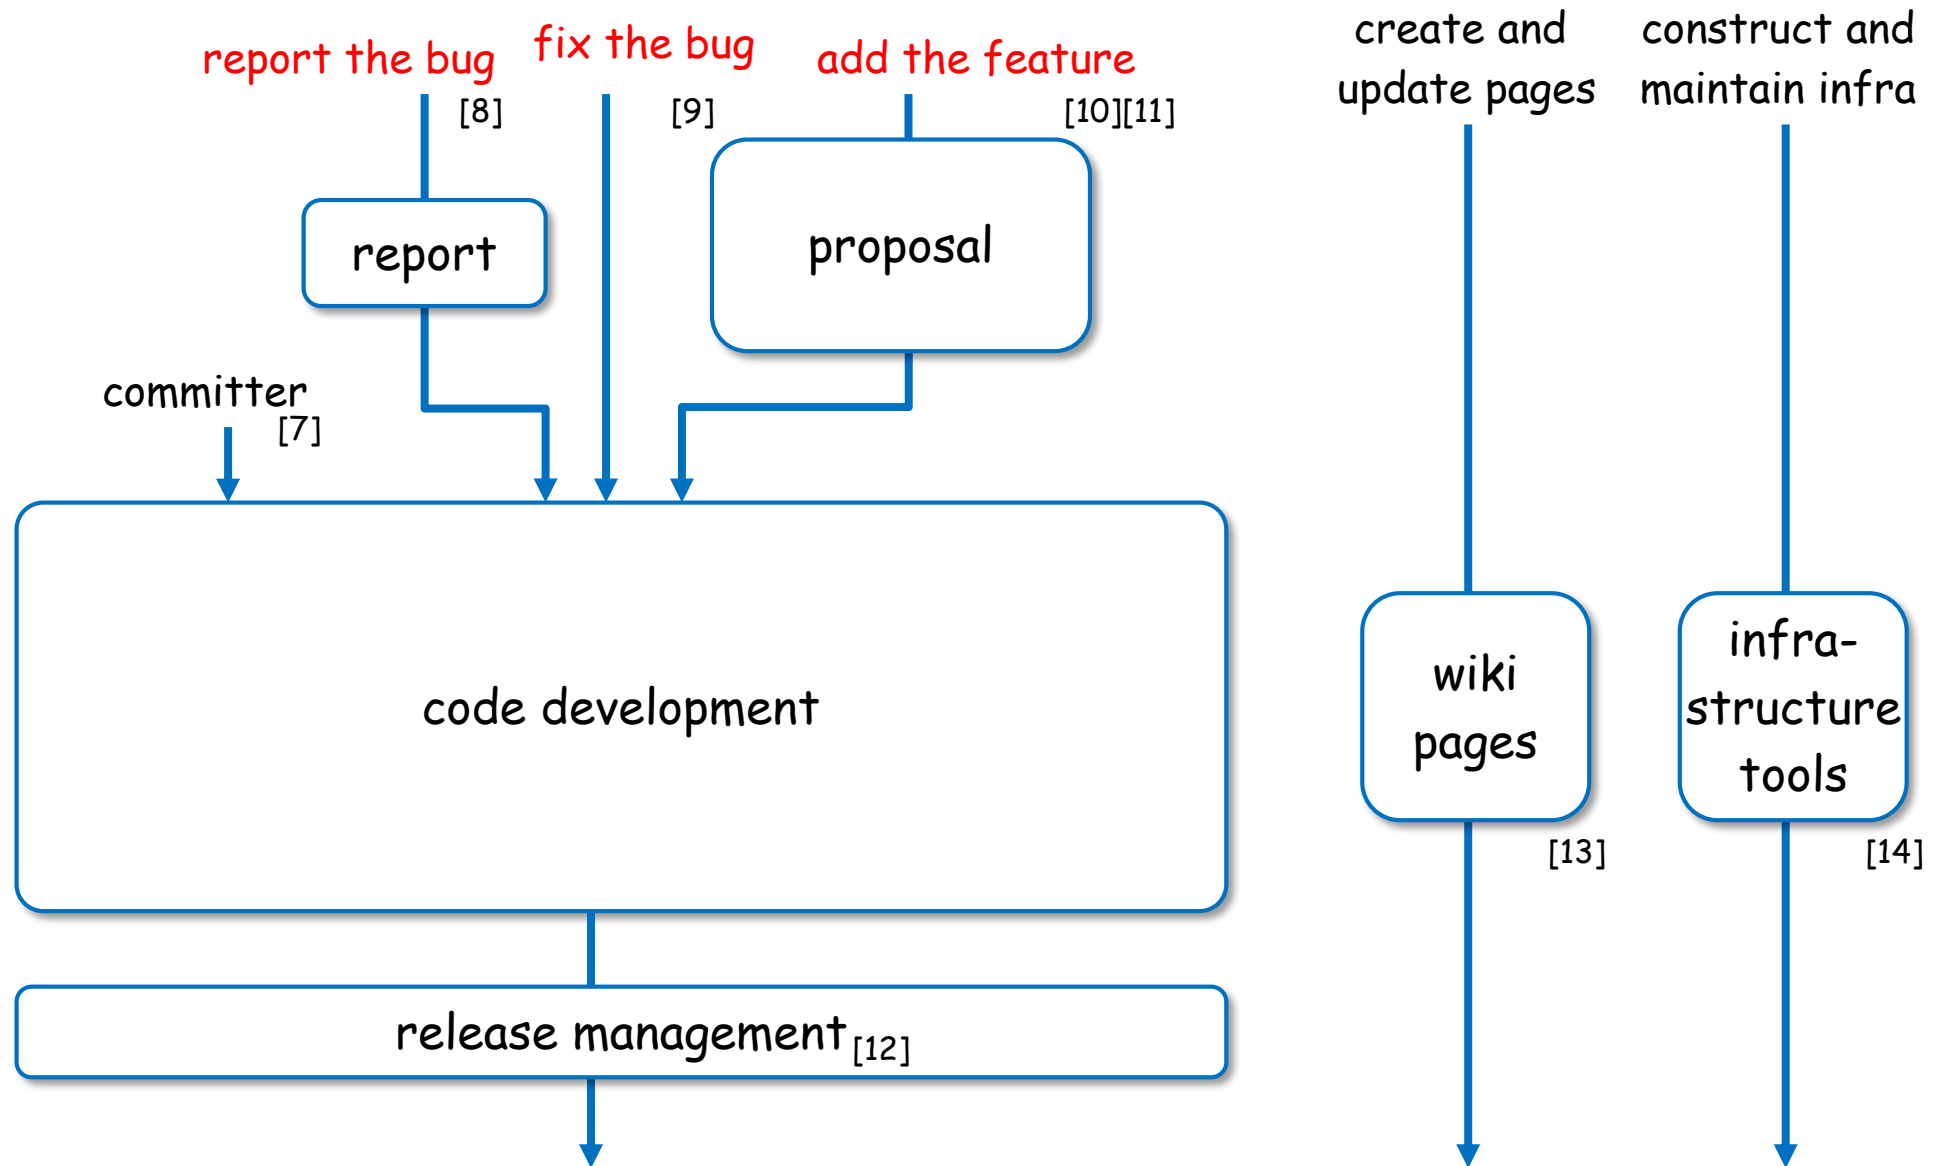 report the bug
[8]
fix the bug
[9]
add the feature
[10][11]
create and
update pages
construct and
maintain infra
report
proposal
committer
[7]
code development
wiki
pages
[13]
infra-
structure
tools
[14]
release management [12]